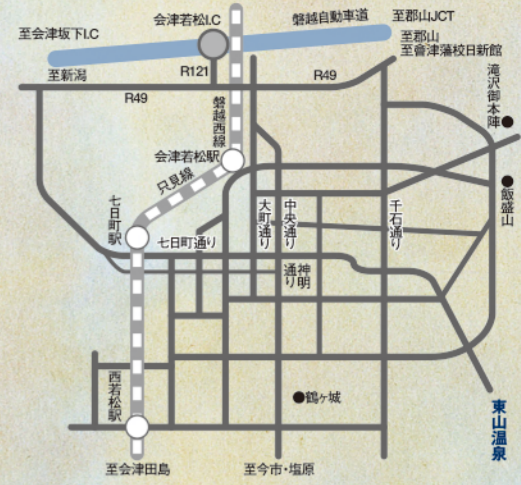 会津若松I.C
磐越自動車道
至郡山JCT
至会津坂下I.C
至郡山
至會津藩校日新館
至新潟
R121
R49
R49
滝沢御本陣
磐越西線
会津若松駅
只見線
飯盛山
七日町駅
七日町通り
大町通り
中央通り
千石通り
神明通り
西若松駅
鶴ヶ城
東山温泉
至会津田島
至今市・塩原